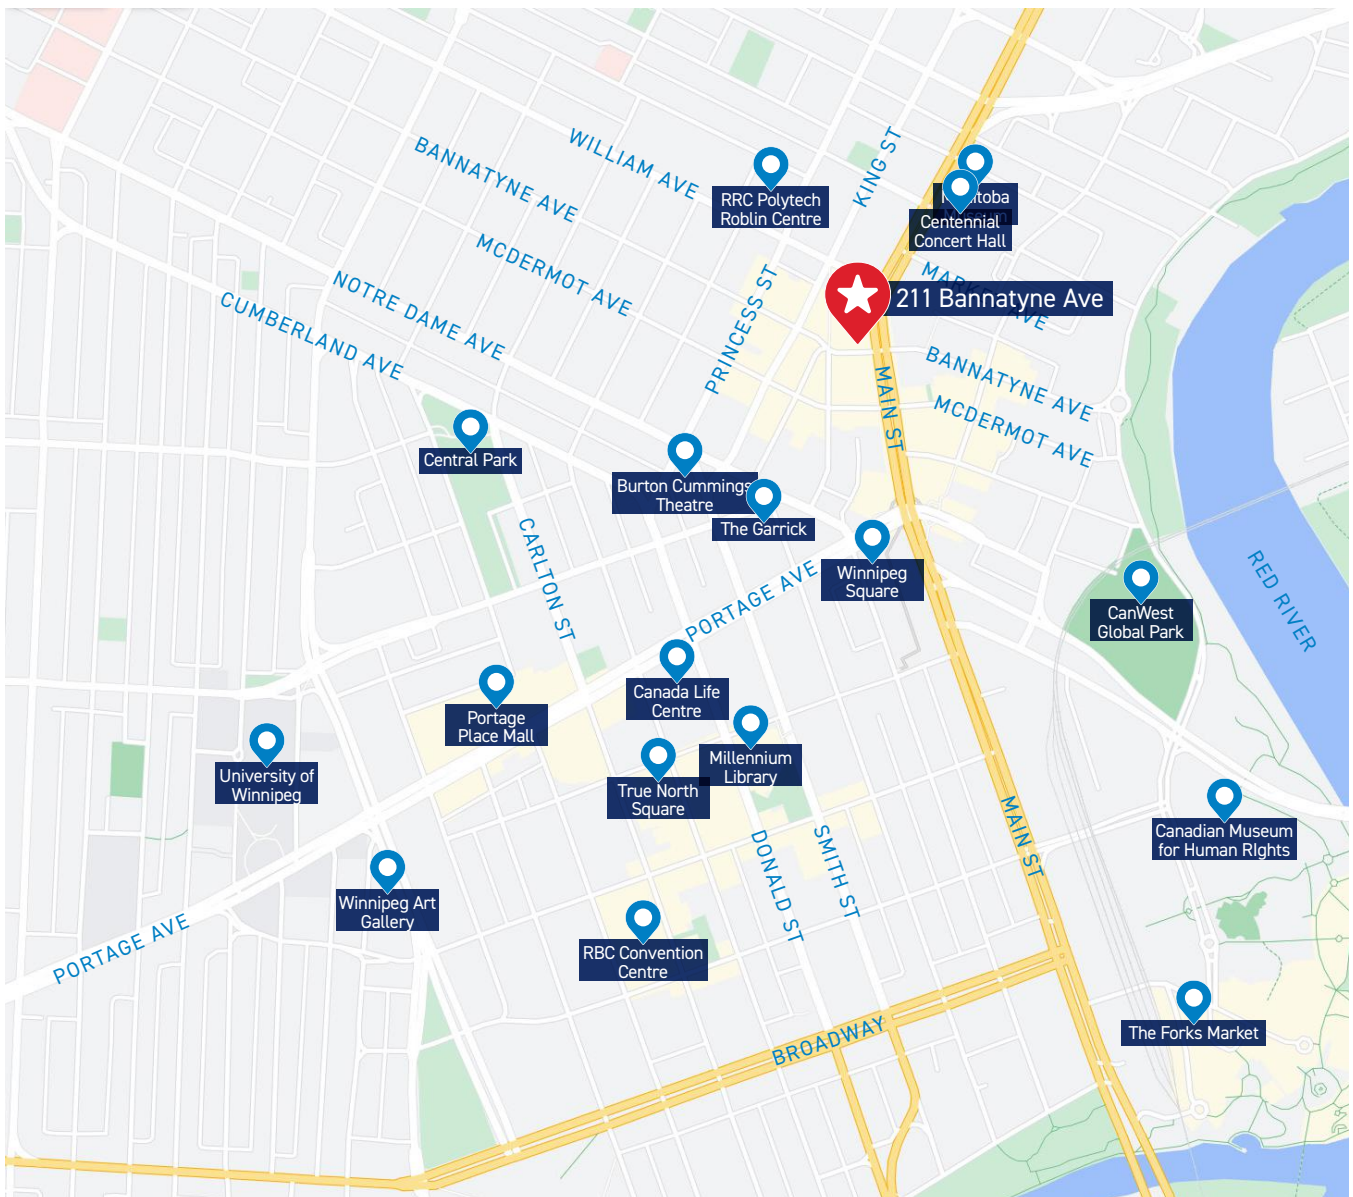 WILLIAM AVE
KING ST
BANNATYNE AVE
RRC Polytech
Roblin Centre
Centennial
Concert Hall
MCDERMOT AVE
NOTRE DAME AVE
CUMBERLAND AVE
PRINCESS ST
211 Bannatyne Ave
MAIN ST
BANNATYNE AVE
MCDERMOT AVE
Central Park
Burton Cummings
Theatre
The Garrick
CARLTON ST
PORTAGE AVE
Winnipeg
Square
CanWest
Global Park
RED RIVER
Portage
Place Mall
Canada Life
Centre
Millennium
Library
True North
Square
University of
Winnipeg
Winnipeg Art
Gallery
PORTAGE AVE
RBC Convention
Centre
DONALD ST
SMITH ST
MAIN ST
Canadian Museum
for Human RIghts
The Forks Market
BROADWAY